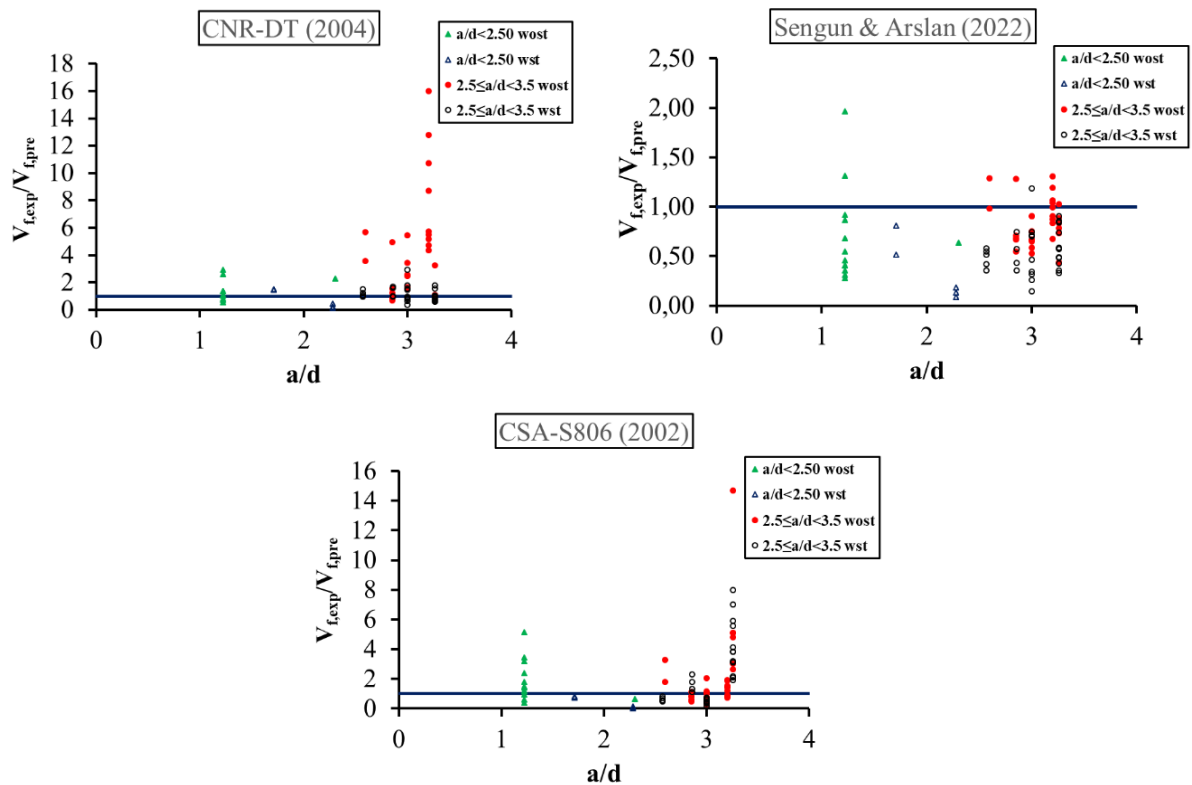 CNR-DT (2004)
a/d<2.50 wost
a/d<2.50 wst
2.5≤a/d<3.5 wost
2.5≤a/d<3.5 wst
18
16
14
12
10
8
6
4
2
0
V_f,exp/V_f,pre
0 1 2 3 4
a/d
Sengun & Arslan (2022)
a/d<2.50 wost
a/d<2.50 wst
2.5≤a/d<3.5 wost
2.5≤a/d<3.5 wst
2,50
2,00
1,50
1,00
0,50
0,00
V_f,exp/V_f,pre
0 1 2 3 4
a/d
CSA-S806 (2002)
a/d<2.50 wost
a/d<2.50 wst
2.5≤a/d<3.5 wost
2.5≤a/d<3.5 wst
16
14
12
10
8
6
4
2
0
V_f,exp/V_f,pre
0 1 2 3 4
a/d